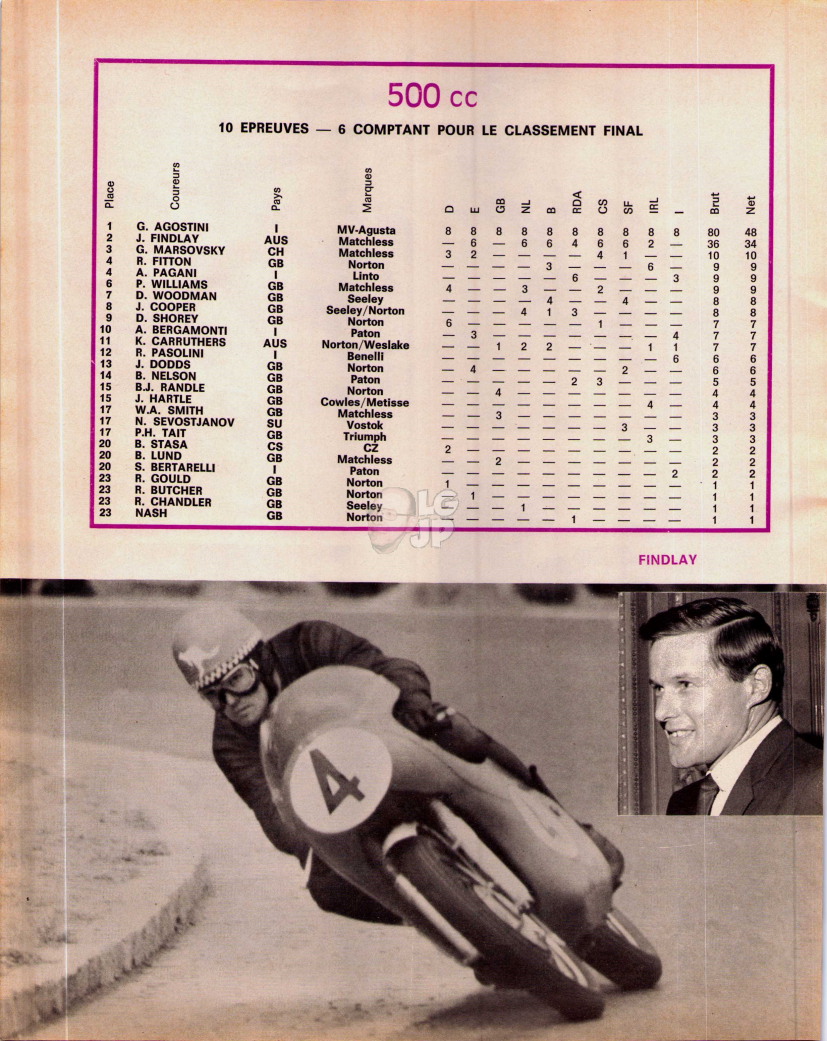 500 cc
10 EPREUVES — 6 COMPTANT POUR LE CLASSEMENT FINAL
Place Coureurs Pays Marques D E GB NL B RDA CS SF IRL I Brut Net
1 G. AGOSTINI I MV-Agusta 8 8 8 8 8 8 8 8 8 8 80 48
2 J. FINDLAY AUS Matchless — 6 — 6 6 4 6 6 2 — 36 34
3 G. MARSOVSKY CH Matchless 3 2 — — — — 4 1 — — 10 10
4 R. FITTON GB Norton — — — — 3 — — — 6 — 9 9
4 A. PAGANI I Linto — — — — — 6 — — — 3 9 9
6 P. WILLIAMS GB Matchless 4 — — 3 — — 2 — — — 9 9
7 D. WOODMAN GB Seeley — — — — 4 — — 4 — — 8 8
8 J. COOPER GB Seeley/Norton — — — 4 1 3 — — — — 8 8
9 D. SHOREY GB Norton 6 — — — — — 1 — — — 7 7
10 A. BERGAMONTI I Paton — 3 — — — — — — — 4 7 7
11 K. CARRUTHERS AUS Norton/Weslake — — 1 2 2 — — — 1 1 7 7
12 R. PASOLINI I Benelli — — — — — — — — — 6 6 6
13 J. DODDS GB Norton — 4 — — — — — 2 — — 6 6
14 B. NELSON GB Paton — — — — — 2 3 — — — 5 5
15 B.J. RANDLE GB Norton — — 4 — — — — — — — 4 4
15 J. HARTLE GB Cowles/Metisse — — — — — — — — 4 — 4 4
17 W.A. SMITH GB Matchless — — 3 — — — — — — — 3 3
17 N. SEVOSTJANOV SU Vostok — — — — — — — 3 — — 3 3
17 P.H. TAIT GB Triumph — — — — — — — — 3 — 3 3
20 B. STASA CS CZ 2 — — — — — — — — — 2 2
20 B. LUND GB Matchless — — 2 — — — — — — — 2 2
20 S. BERTARELLI I Paton — — — — — — — — — 2 2 2
23 R. GOULD GB Norton 1 — — — — — — — — — 1 1
23 R. BUTCHER GB Norton — 1 — — — — — — — — 1 1
23 R. CHANDLER GB Seeley — — — 1 — — — — — — 1 1
23 NASH GB Norton — — — — — 1 — — — — 1 1
LG
JP
FINDLAY
4